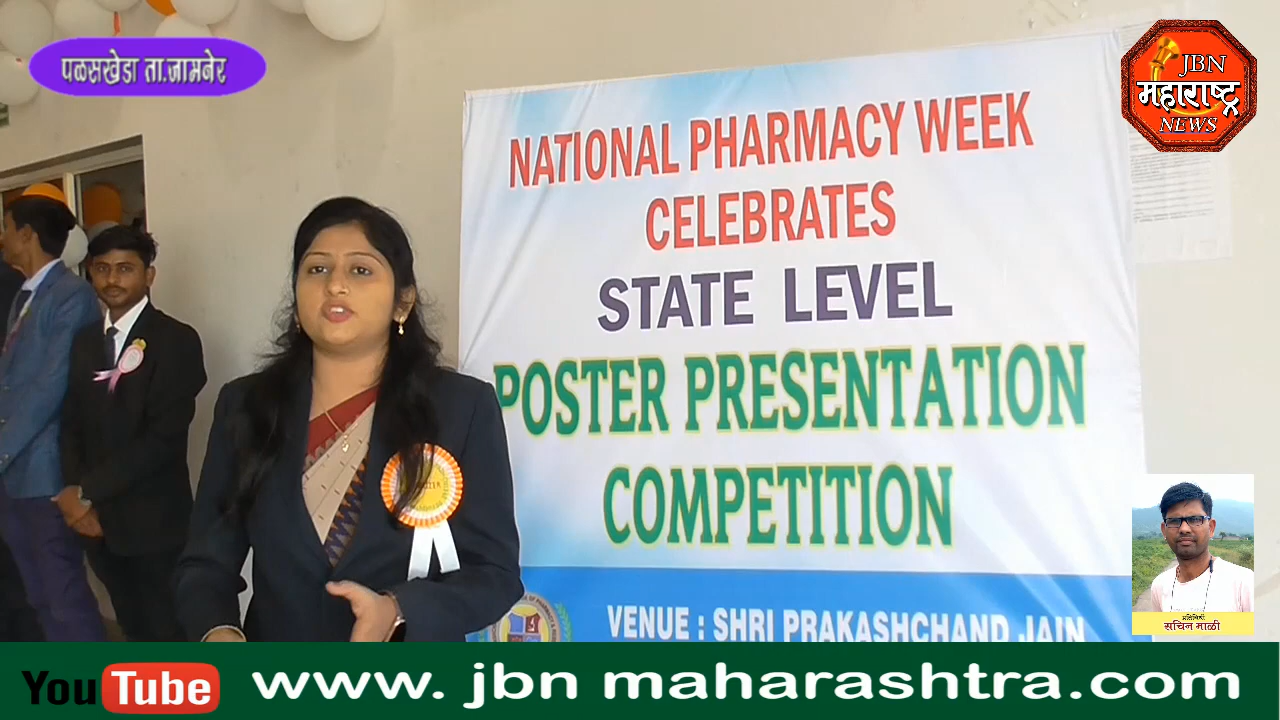 पळसखेडा ता.जामनेर
JBN
महाराष्ट्र
NEWS
NATIONAL PHARMACY WEEK
CELEBRATES
STATE LEVEL
POSTER PRESENTATION
COMPETITION
VENUE : SHRI PRAKASHCHAND JAIN
प्रतिनिधी
सचिन माळी
YouTube www. jbn maharashtra.com